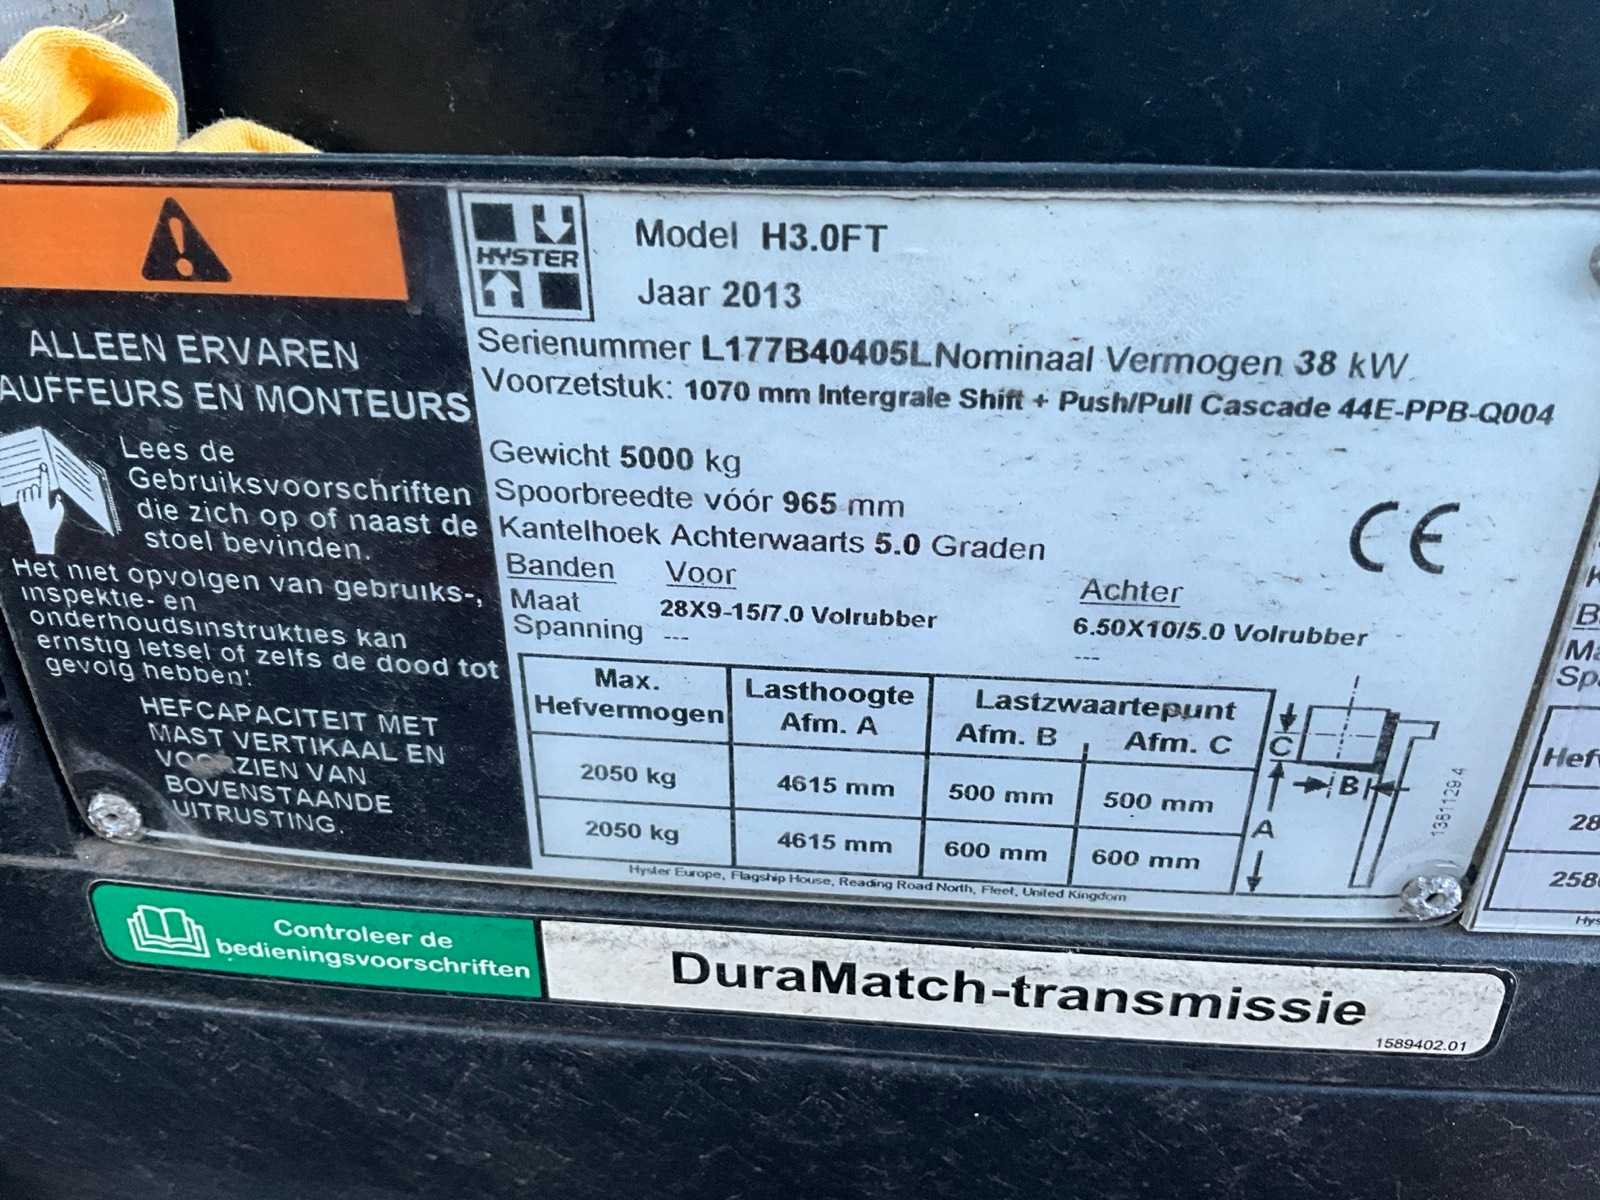 HYSTER
Model H3.0FT
Jaar 2013
Serienummer L177B40405L Nominaal Vermogen 38 kW
Voorzetstuk: 1070 mm Intergrale Shift + Push/Pull Cascade 44E-PPB-Q004
Gewicht 5000 kg
Spoorbreedte vóór 965 mm
Kantelhoek Achterwaarts 5.0 Graden
Banden Voor Achter
Maat 28X9-15/7.0 Volrubber 6.50X10/5.0 Volrubber
Spanning --- ---
Max. Hefvermogen Lasthoogte Afm. A Lastzwaartepunt Afm. B Afm. C
2050 kg 4615 mm 500 mm 500 mm
2050 kg 4615 mm 600 mm 600 mm
C
B
A
CE
1381129.4
Hyster Europe, Flagship House, Reading Road North, Fleet, United Kingdom
ALLEEN ERVAREN
AUFFEURS EN MONTEURS
Lees de
Gebruiksvoorschriften
die zich op of naast de
stoel bevinden.
Het niet opvolgen van gebruiks-,
inspektie- en
onderhoudsinstrukties kan
ernstig letsel of zelfs de dood tot
gevolg hebben!
HEFCAPACITEIT MET
MAST VERTIKAAL EN
VOORZIEN VAN
BOVENSTAANDE
UITRUSTING.
Hef
28
258
Controleer de
bedieningsvoorschriften
DuraMatch-transmissie
1589402.01